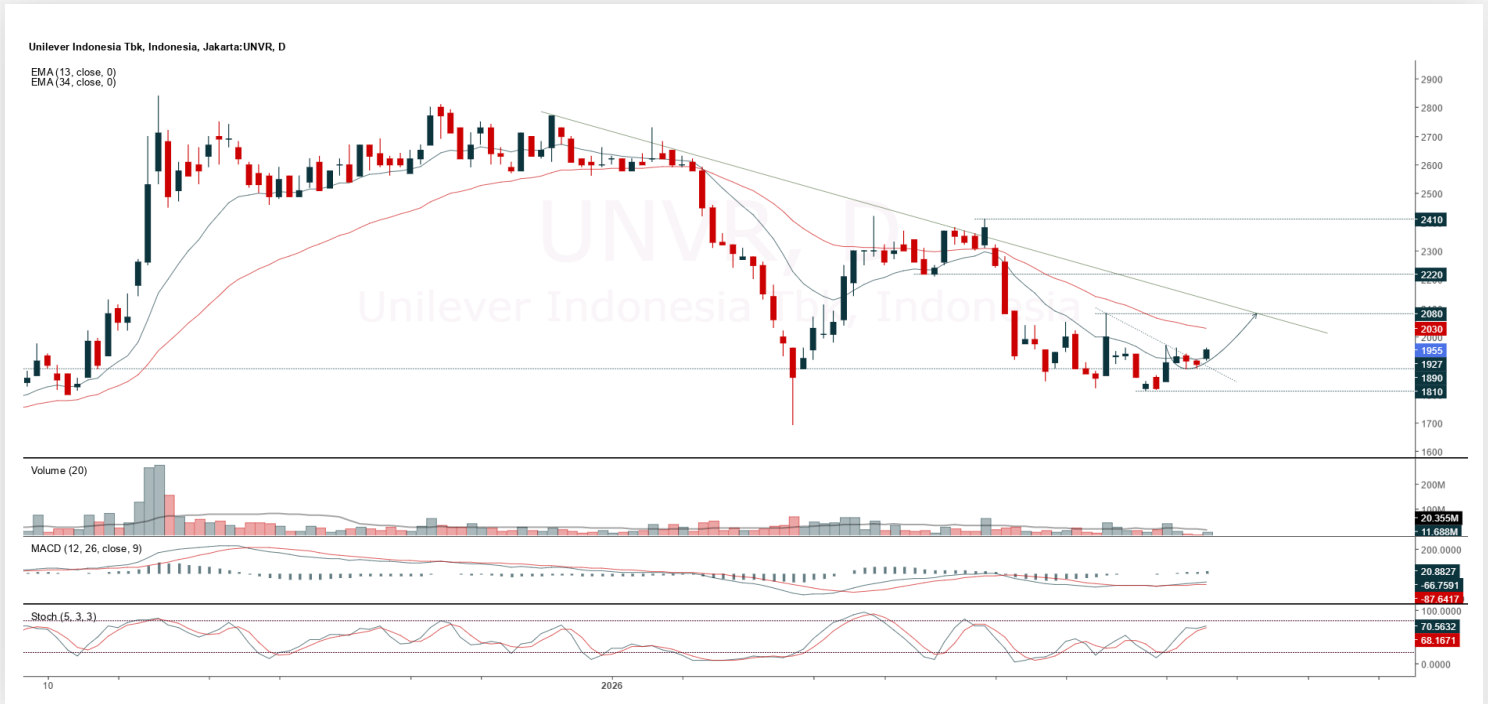 Unilever Indonesia Tbk, Indonesia, Jakarta:UNVR, D
EMA (13, close, 0)
EMA (34, close, 0)
UNVR, D
Unilever Indonesia Tbk, Indonesia
2900
2800
2700
2600
2500
2410
2300
2220
2080
2030
2000
1955
1927
1890
1810
1700
1600
Volume (20)
200M
100M
20.355M
11.688M
MACD (12, 26, close, 9)
200.0000
20.8827
-66.7591
-87.6417
Stoch (5, 3, 3)
100.0000
70.5632
68.1671
0.0000
10
2026